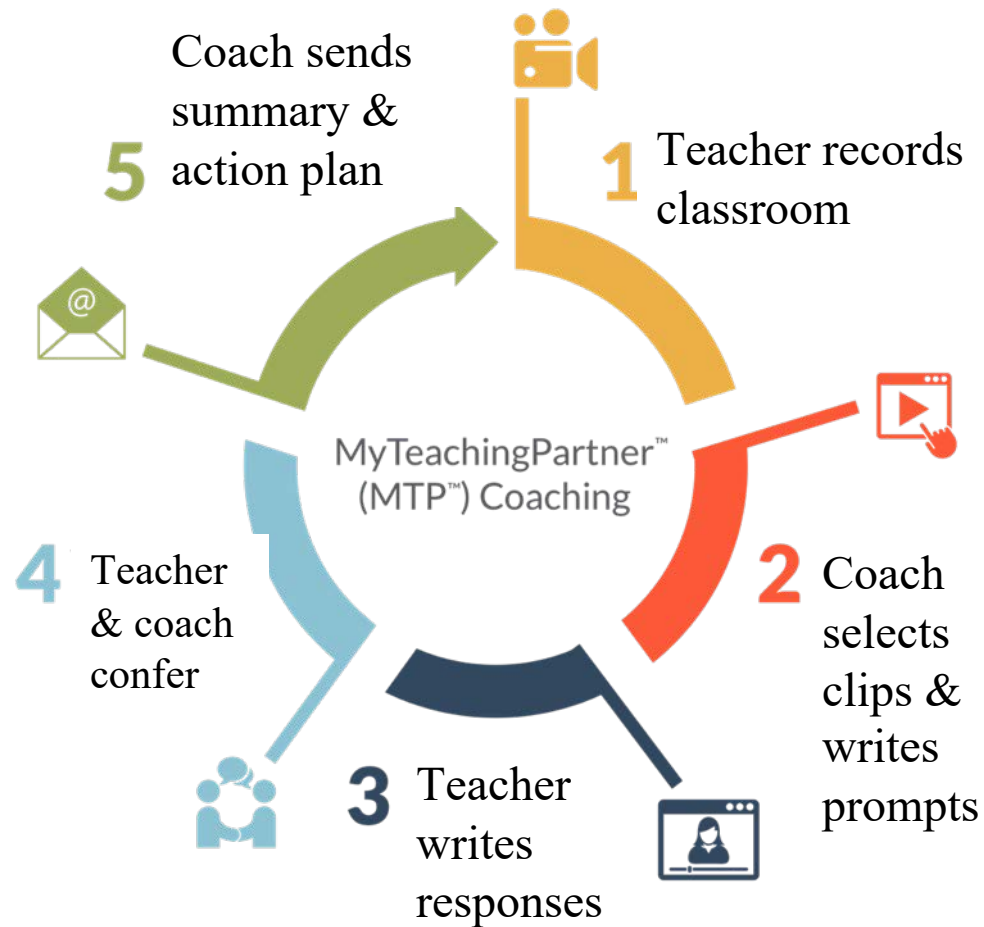 1
Teacher records
classroom
2
Coach
selects
clips &
writes
prompts
3
Teacher
writes
responses
4
Teacher
& coach
confer
5
Coach sends
summary &
action plan
@
MyTeachingPartner™
(MTP™) Coaching